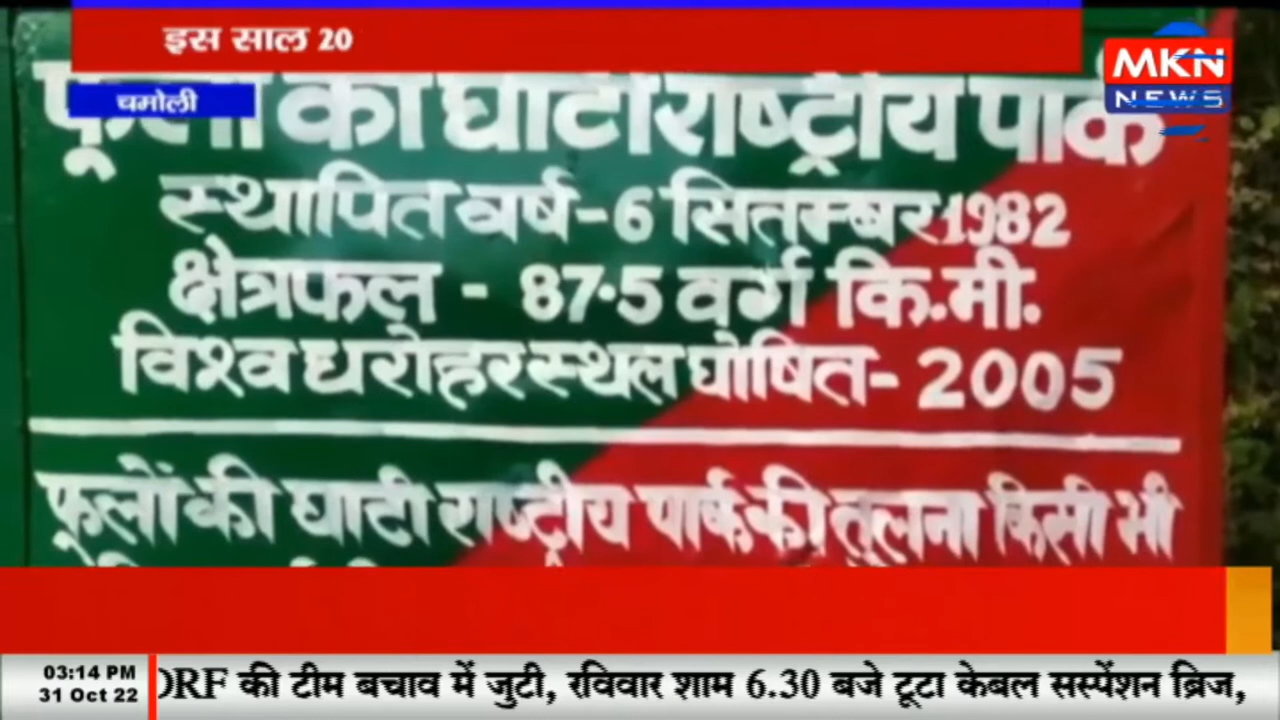 इस साल 20
MKN
NEWS
चमोली
की घाटी राष्ट्रीय पार्क
स्थापित वर्ष-6 सितम्बर 1982
क्षेत्रफल - 87.5 वर्ग कि.मी.
विश्व धरोहर स्थल घोषित- 2005
फूलों की घाटी राष्ट्रीय पार्क की तुलना किसी भी
03:14 PM
31 Oct 22
DRF की टीम बचाव में जुटी, रविवार शाम 6.30 बजे टूटा केबल सस्पेंशन ब्रिज,